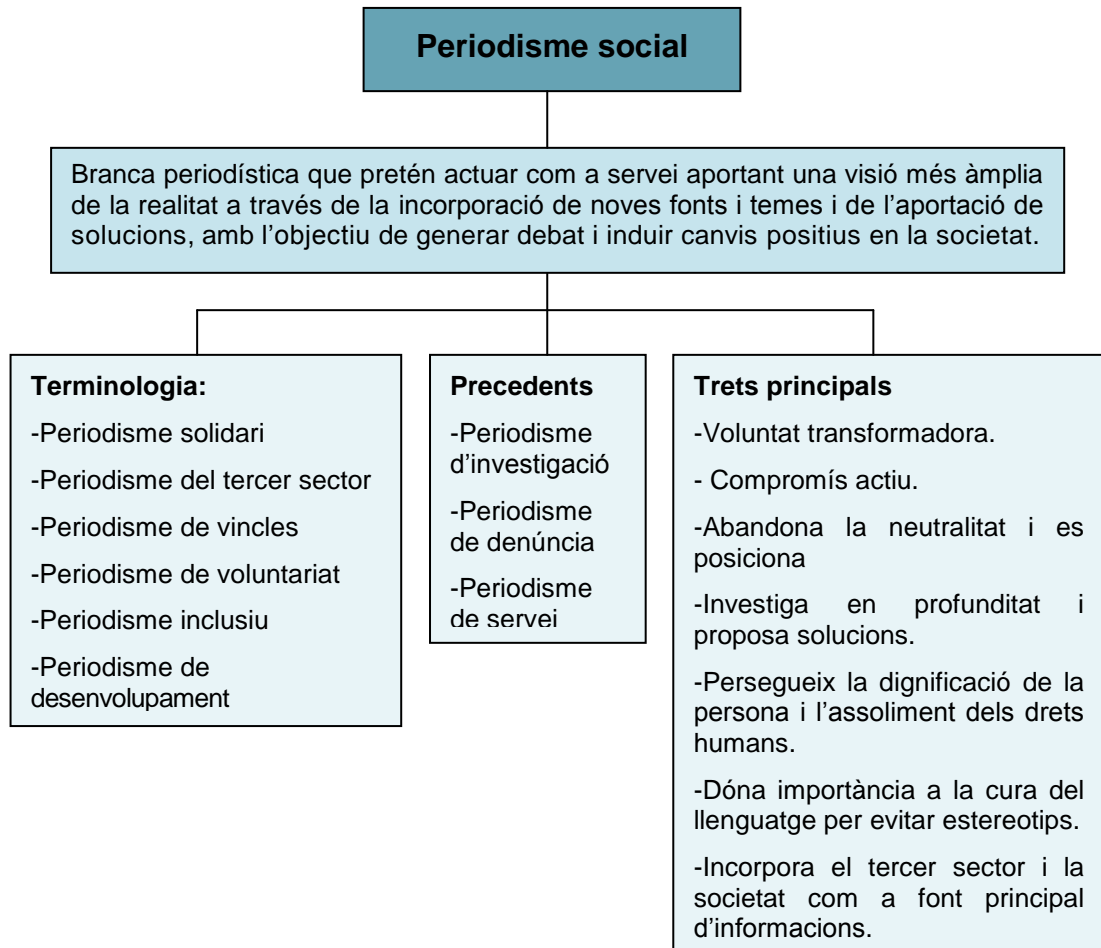 Periodisme social
Branca periodística que pretén actuar com a servei aportant una visió més àmplia
de la realitat a través de la incorporació de noves fonts i temes i de l’aportació de
solucions, amb l’objectiu de generar debat i induir canvis positius en la societat.
Terminologia:
-Periodisme solidari
-Periodisme del tercer sector
-Periodisme de vincles
-Periodisme de voluntariat
-Periodisme inclusiu
-Periodisme de
desenvolupament
Precedents
-Periodisme
d’investigació
-Periodisme
de denúncia
-Periodisme
de servei
Trets principals
-Voluntat transformadora.
- Compromís actiu.
-Abandona la neutralitat i es
posiciona
-Investiga en profunditat i
proposa solucions.
-Persegueix la dignificació de la
persona i l’assoliment dels drets
humans.
-Dóna importància a la cura del
llenguatge per evitar estereotips.
-Incorpora el tercer sector i la
societat com a font principal
d’informacions.